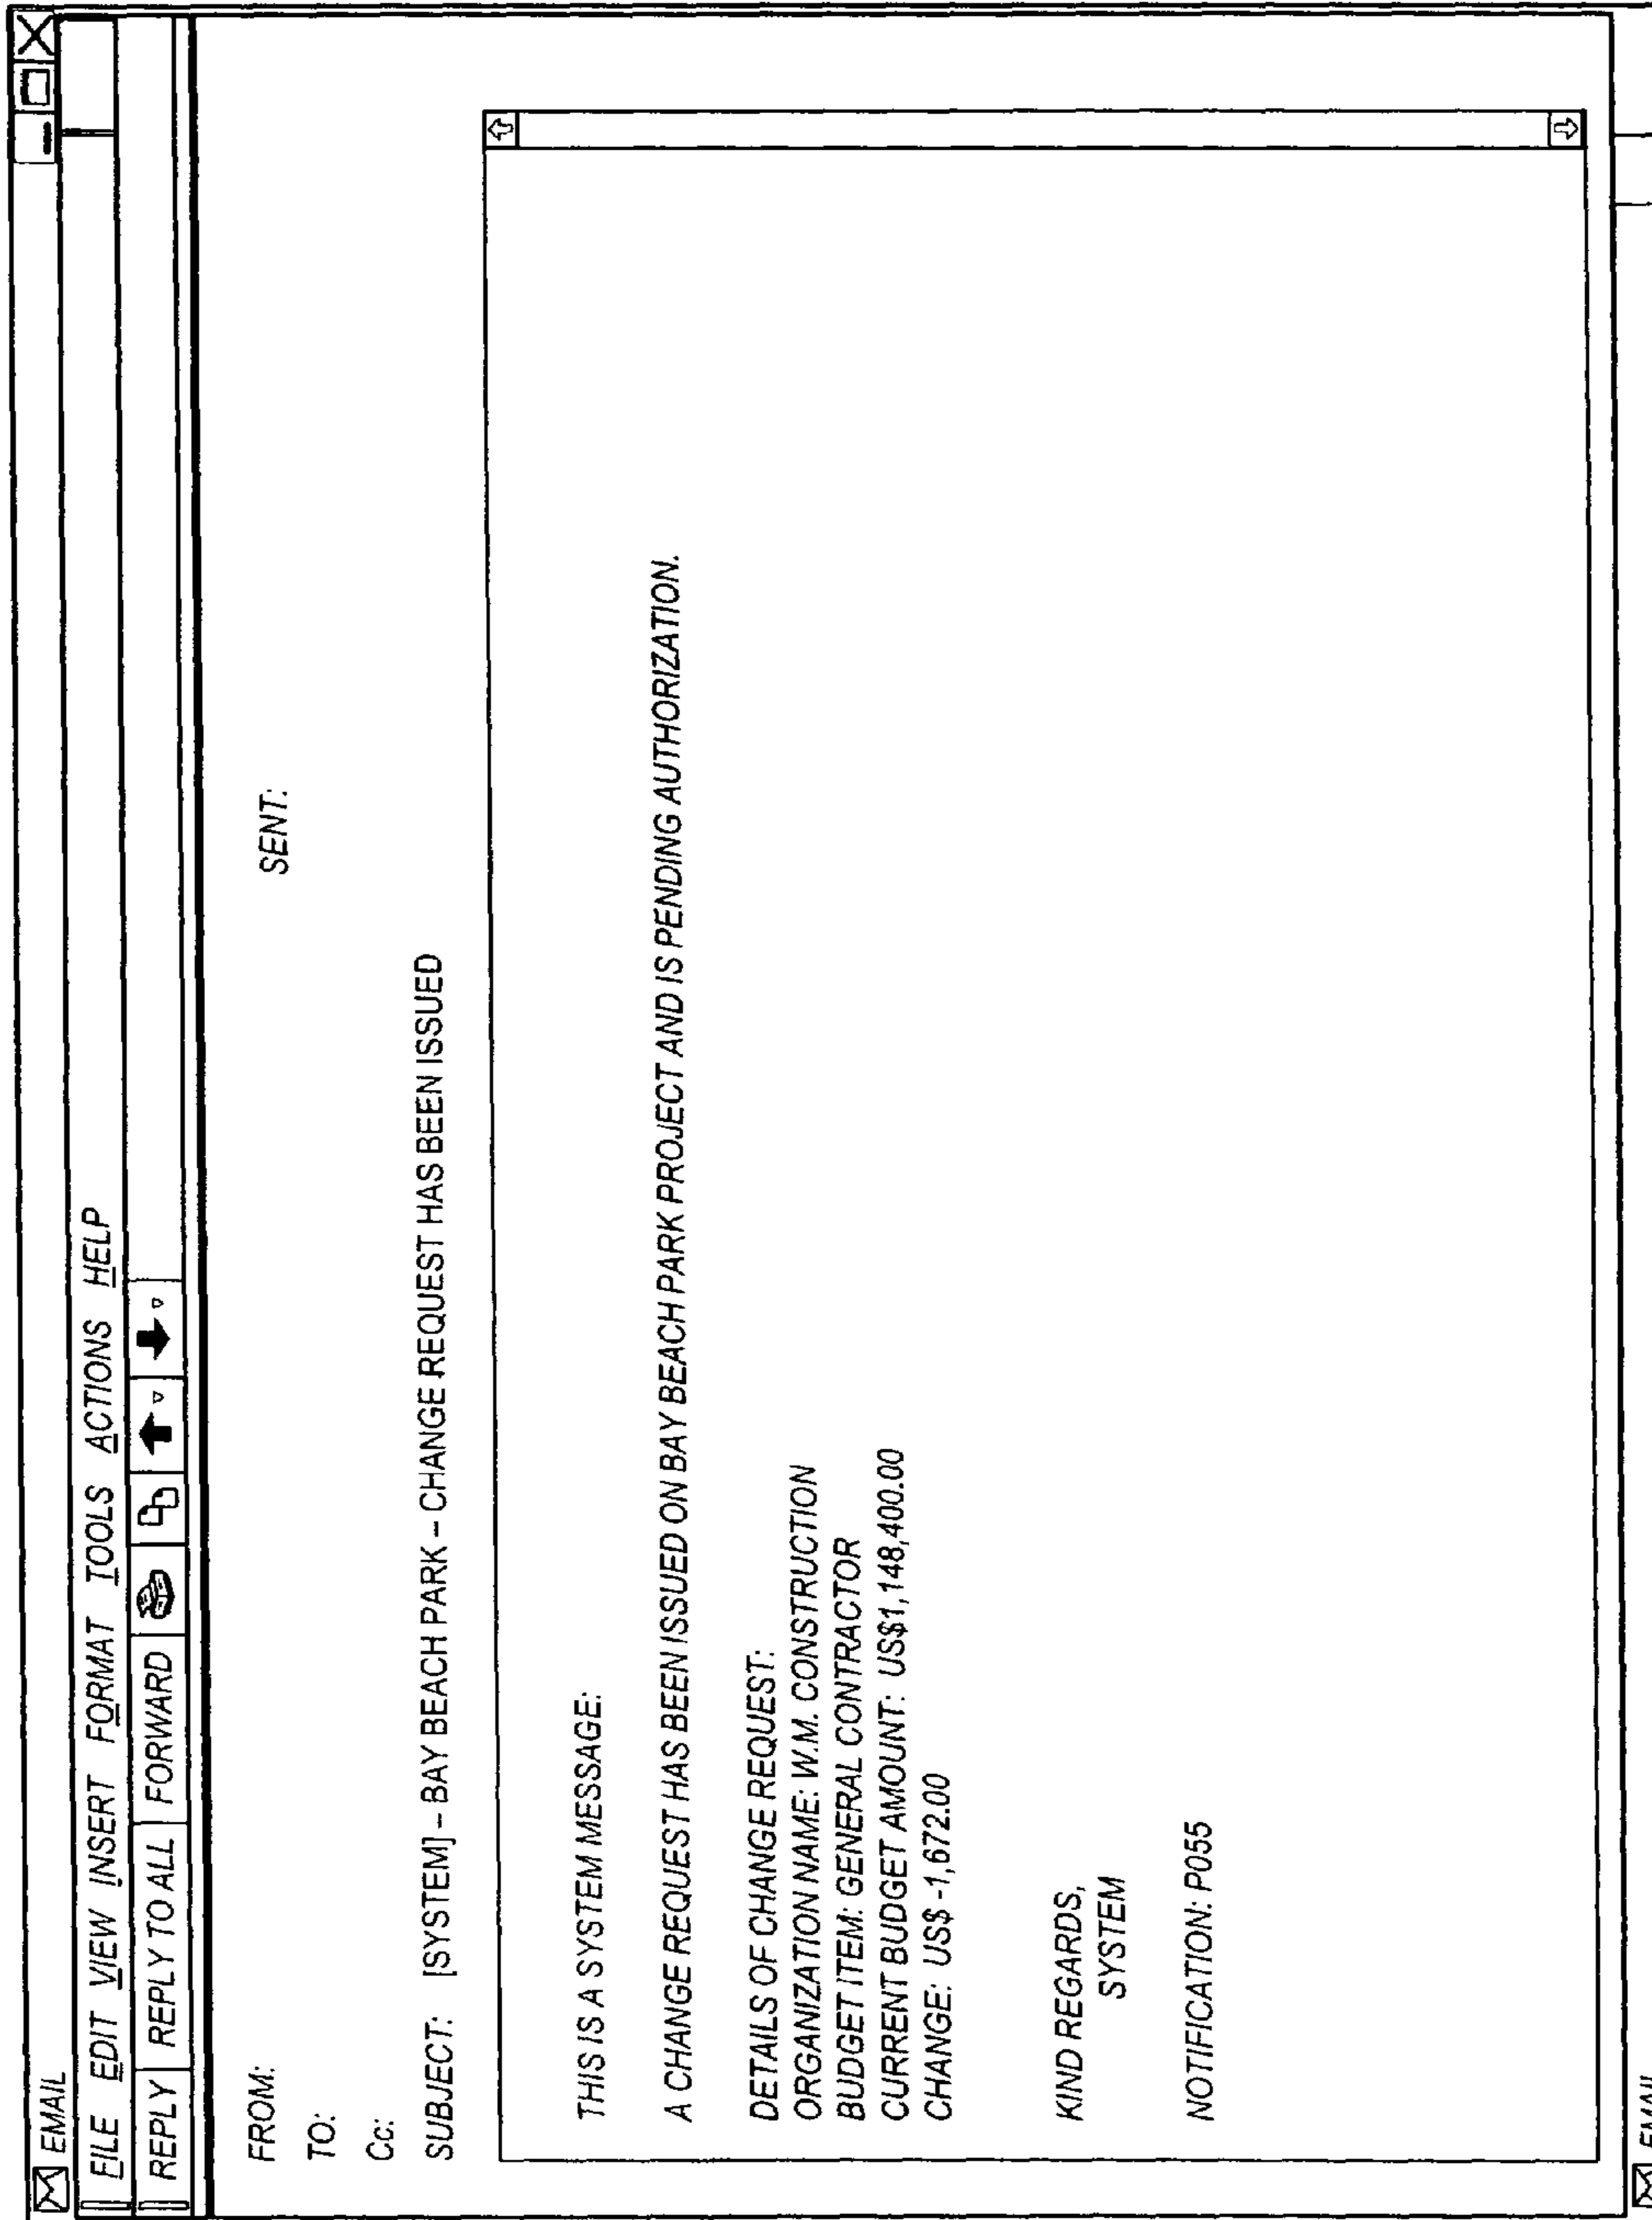 EMAIL
FILE EDIT VIEW INSERT FORMAT TOOLS ACTIONS HELP
REPLY REPLY TO ALL FORWARD
FROM: SENT:
TO:
Cc:
SUBJECT: [SYSTEM] – BAY BEACH PARK – CHANGE REQUEST HAS BEEN ISSUED
THIS IS A SYSTEM MESSAGE:
A CHANGE REQUEST HAS BEEN ISSUED ON BAY BEACH PARK PROJECT AND IS PENDING AUTHORIZATION.
DETAILS OF CHANGE REQUEST:
ORGANIZATION NAME: W.M. CONSTRUCTION
BUDGET ITEM: GENERAL CONTRACTOR
CURRENT BUDGET AMOUNT: US$1,148,400.00
CHANGE: US$ -1,672.00
KIND REGARDS,
SYSTEM
NOTIFICATION: P055
EMAIL